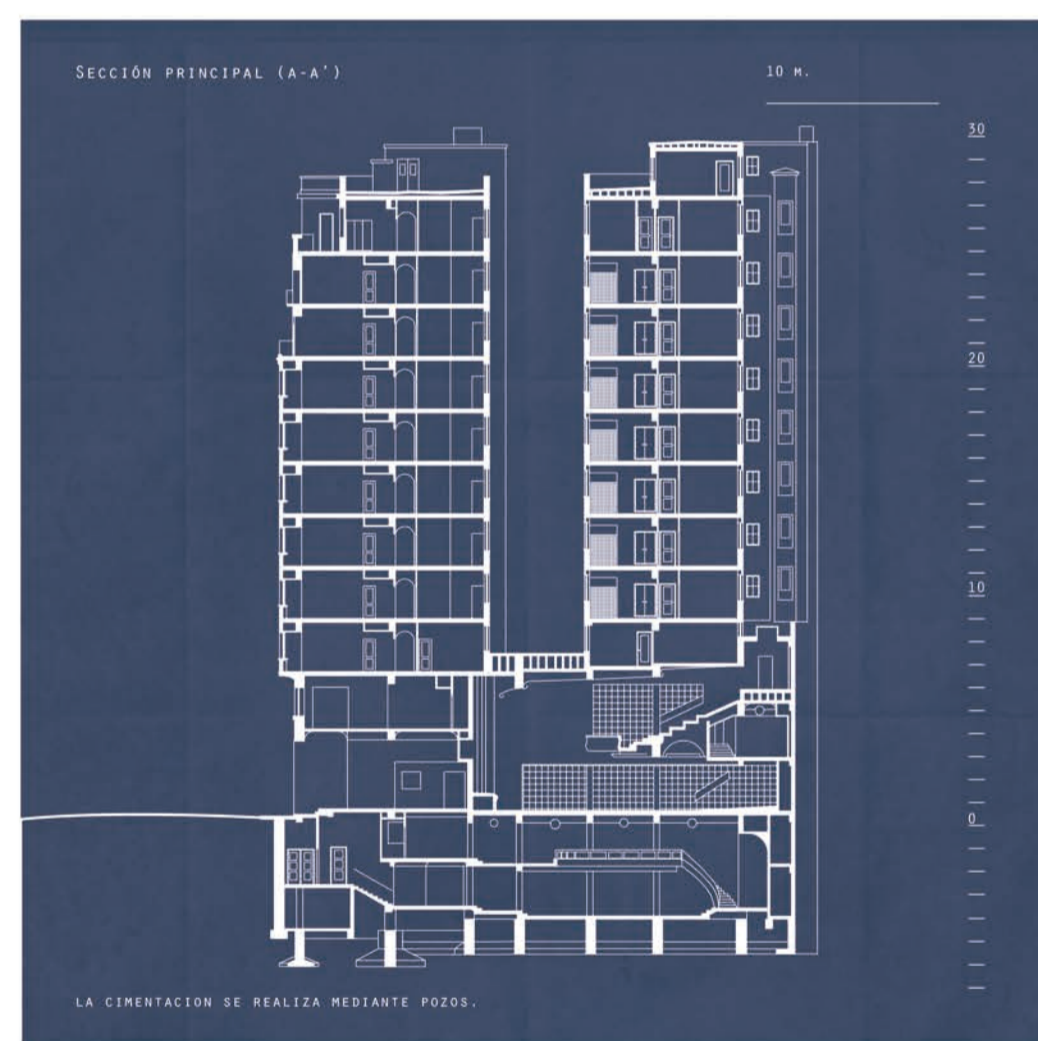 SECCIÓN PRINCIPAL (A-A')
10 M.
30
20
10
0
LA CIMENTACION SE REALIZA MEDIANTE POZOS.